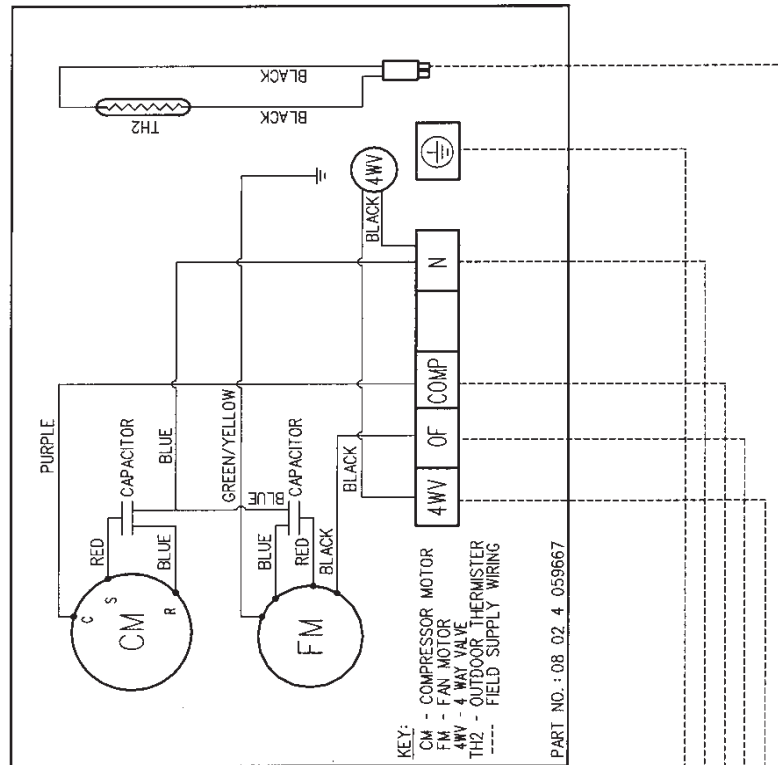 BLACK
BLACK
TH2
4WV
BLACK
N
COMP
OF
4WV
PURPLE
BLUE
GREEN/YELLOW
BLACK
CAPACITOR
CAPACITOR
BLUE
RED
BLUE
BLUE
RED
BLACK
C
S
R
CM
FM
KEY:
CM - COMPRESSOR MOTOR
FM - FAN MOTOR
4WV - 4 WAY VALVE
TH2 - OUTDOOR THERMISTER
---- FIELD SUPPLY WIRING
PART NO.: 08 02 4 059667